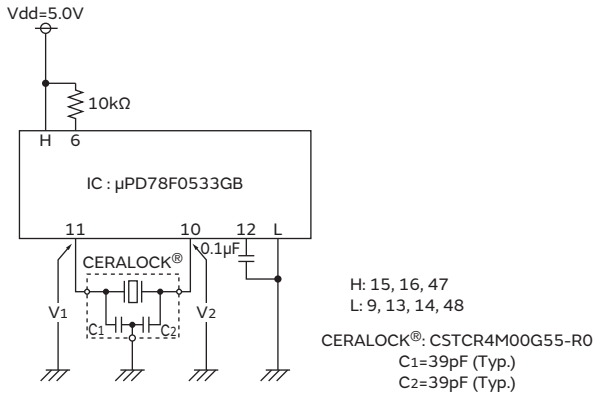 Vdd=5.0V
10kΩ
H 6
IC : µPD78F0533GB
11 10 12 L
0.1µF
CERALOCK®
V1 C1 C2 V2
H: 15, 16, 47
L: 9, 13, 14, 48
CERALOCK®: CSTCR4M00G55-R0
C1=39pF (Typ.)
C2=39pF (Typ.)